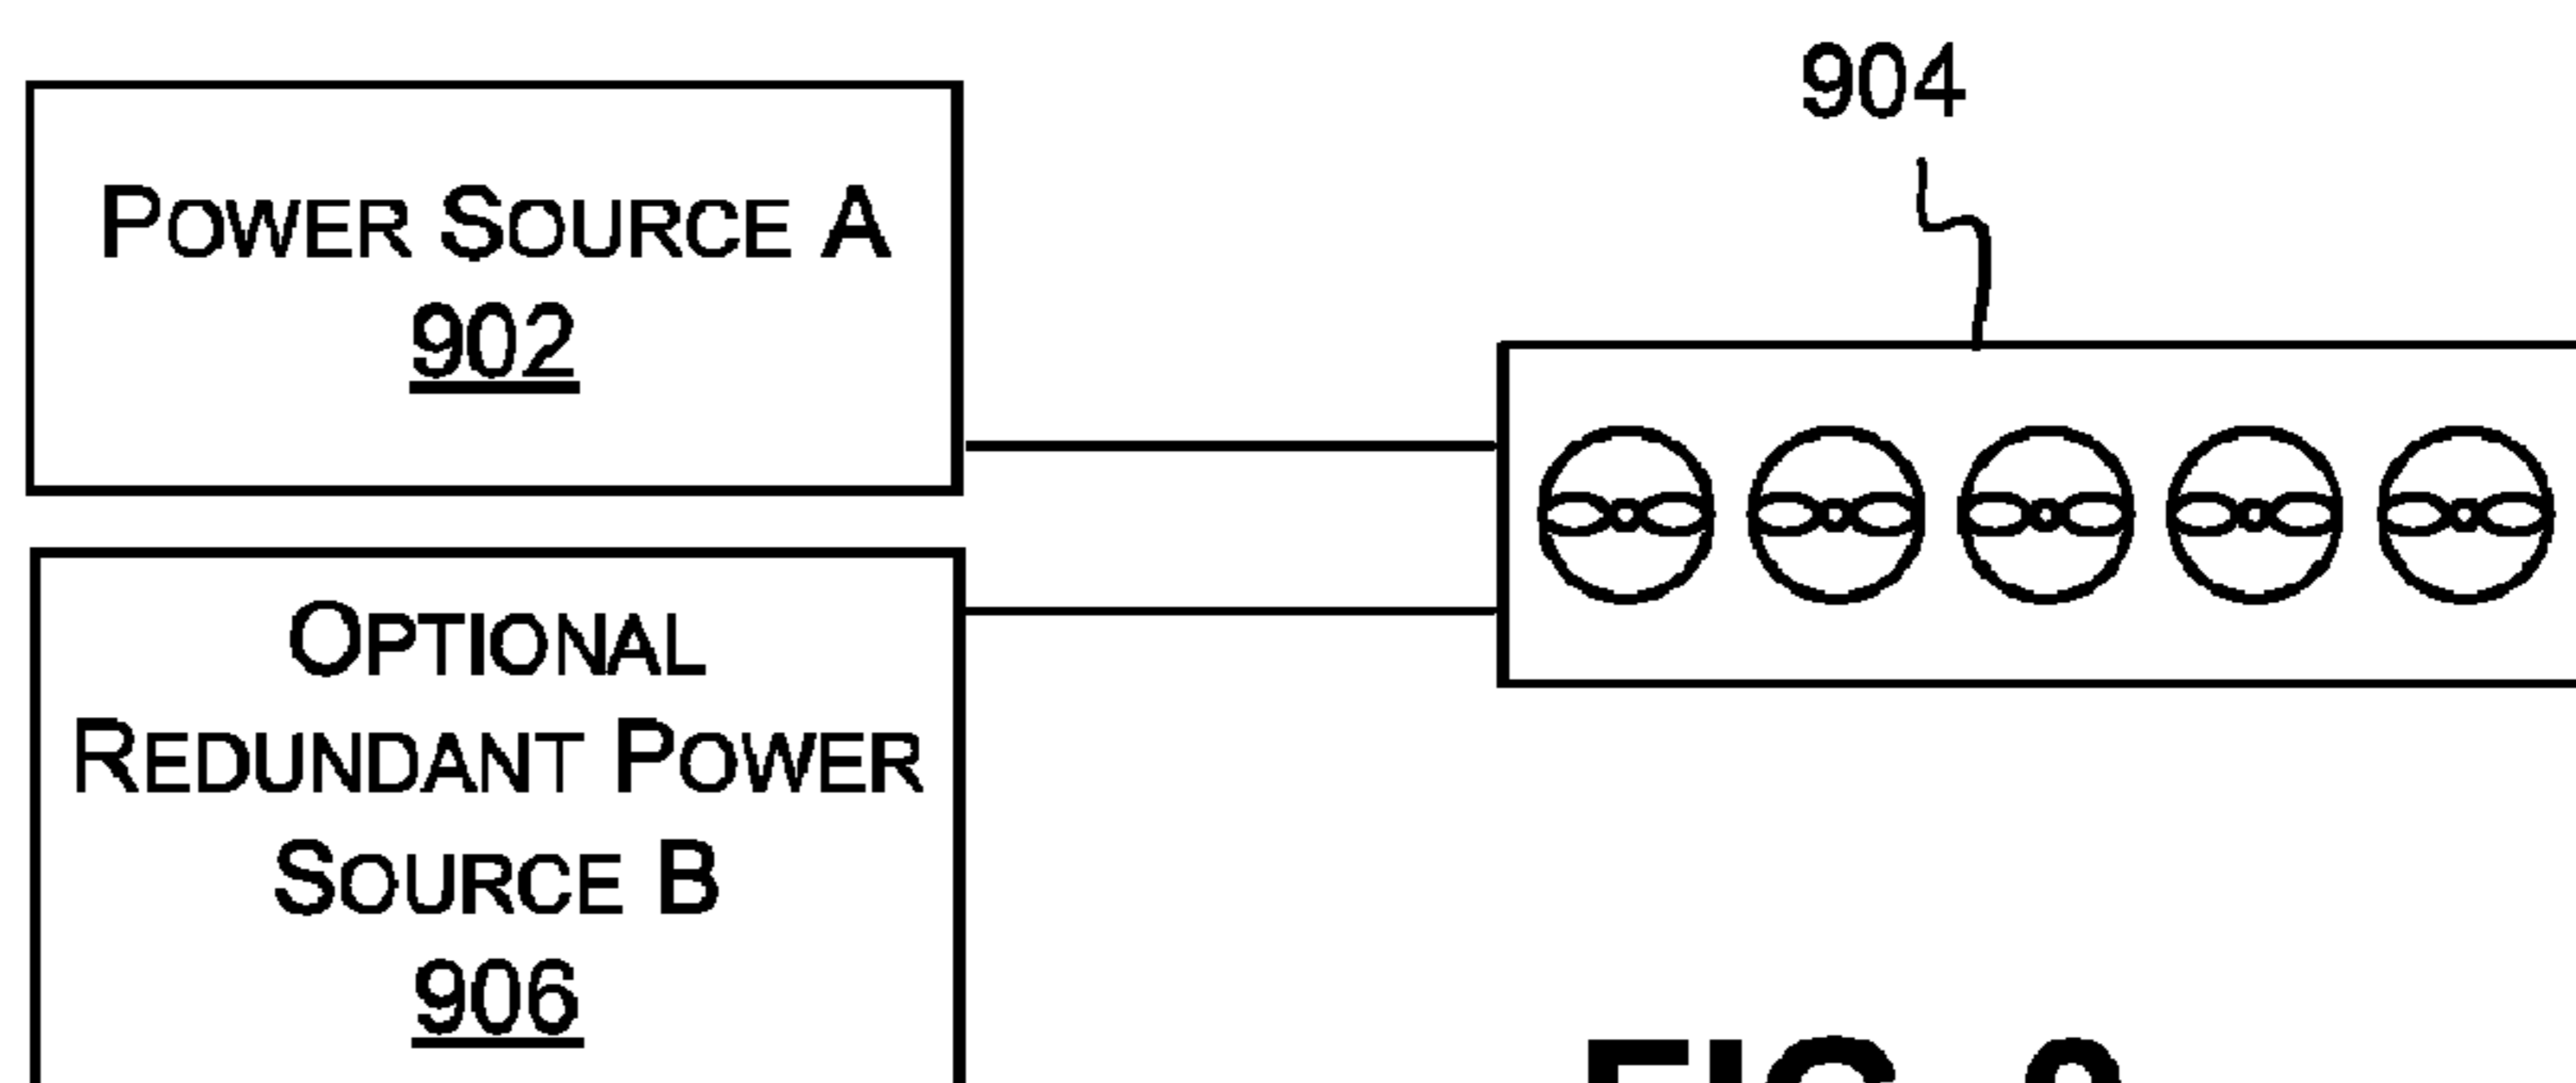 POWER SOURCE A
902
904
OPTIONAL
REDUNDANT POWER
SOURCE B
906